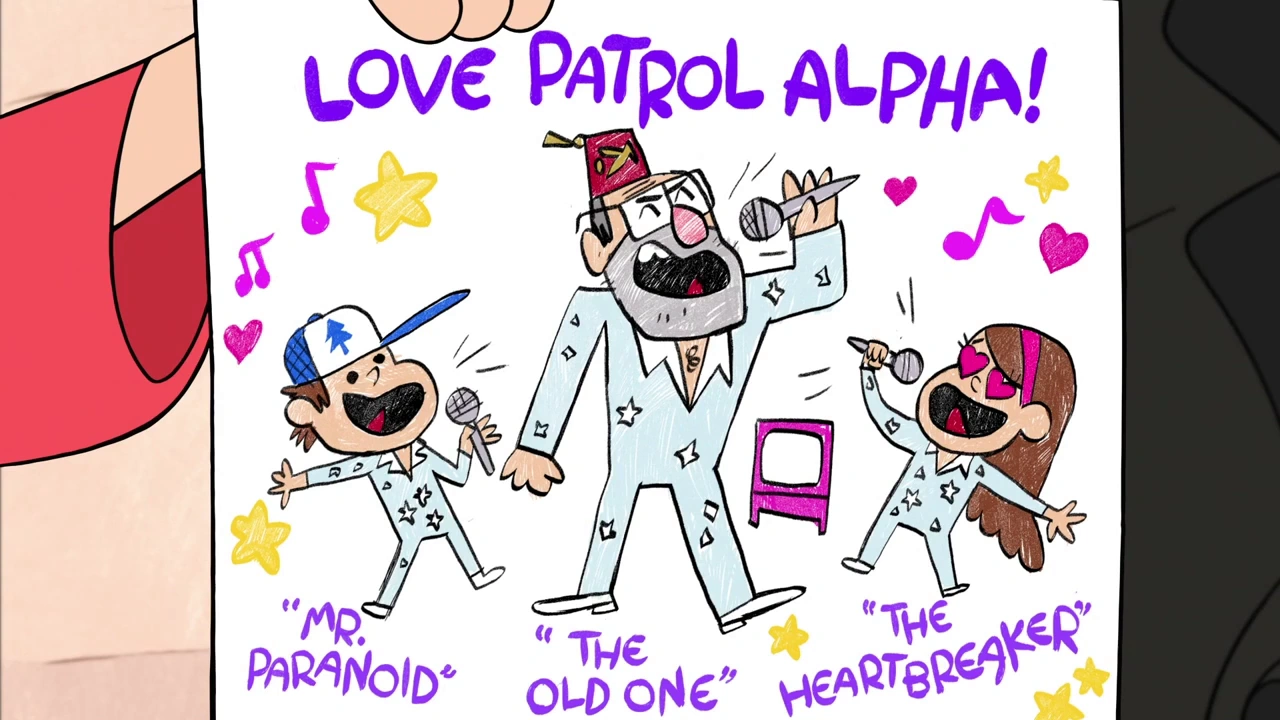 LOVE PATROL ALPHA!
"MR.
PARANOID"
"THE
OLD ONE"
"THE
HEARTBREAKER"